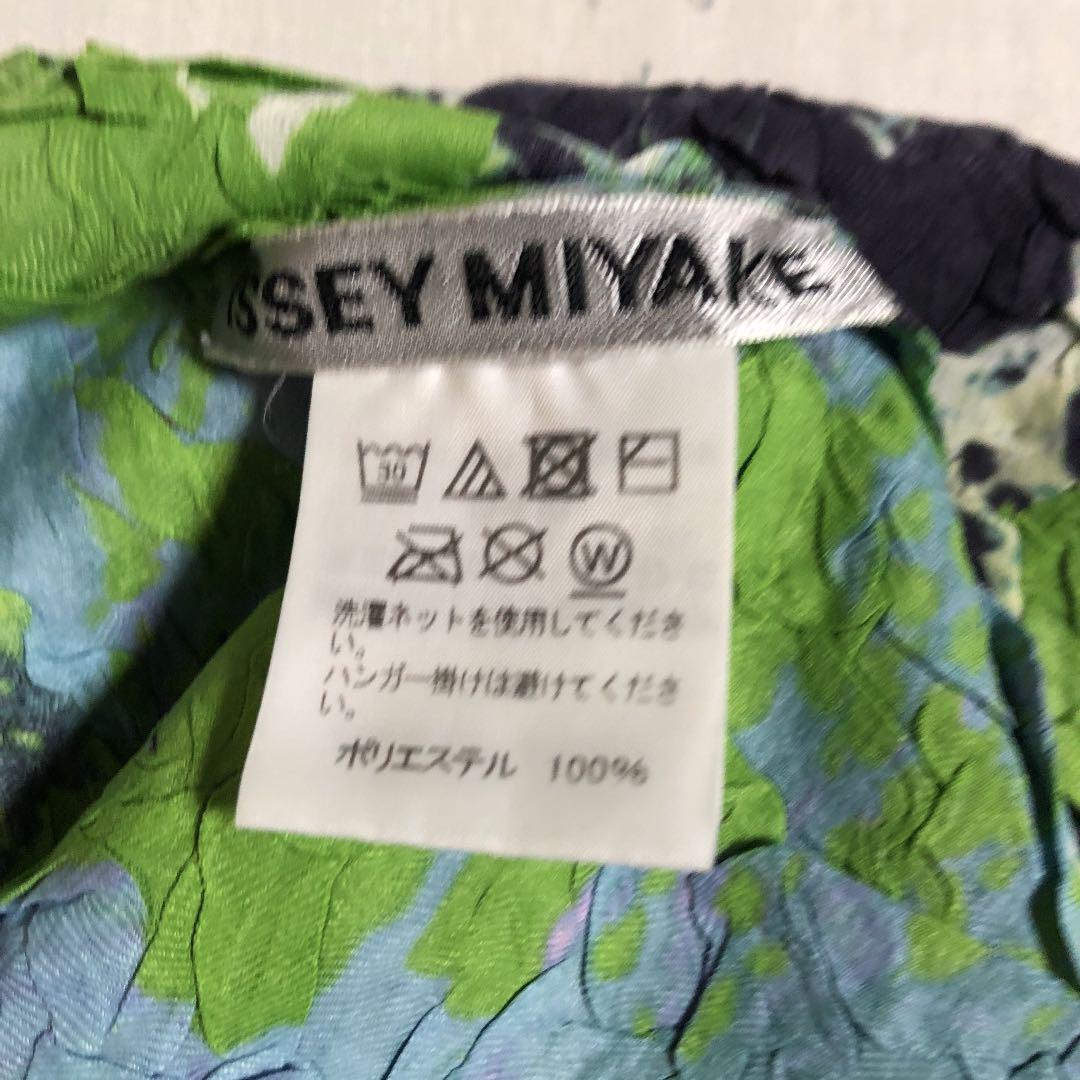 ISSEY MIYAKE
30
W
洗濯ネットを使用してくださ
い。
ハンガー掛けは避けてくださ
い。
ポリエステル 100%